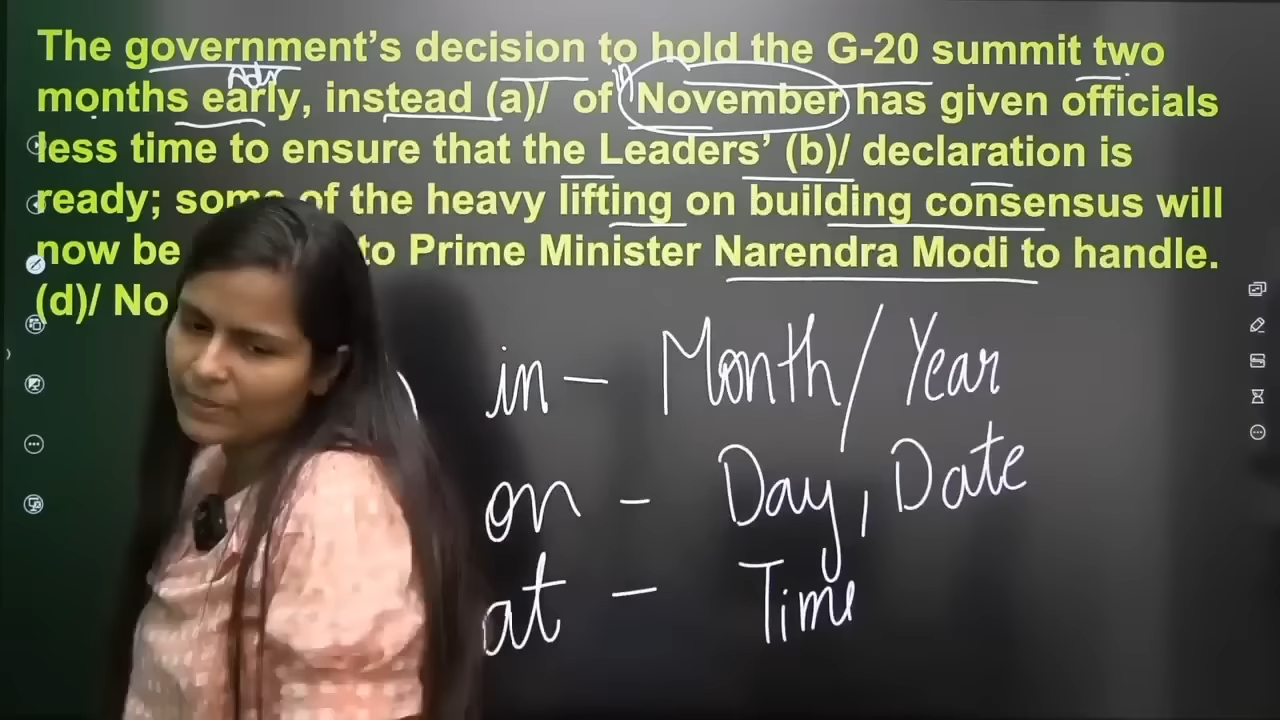 The government’s decision to hold the G-20 summit two
Adv in
months early, instead (a)/ of November has given officials
less time to ensure that the Leaders’ (b)/ declaration is
ready; some of the heavy lifting on building consensus will
now be to Prime Minister Narendra Modi to handle.
(d)/ No
in – Month/Year
on – Day, Date
at – Time